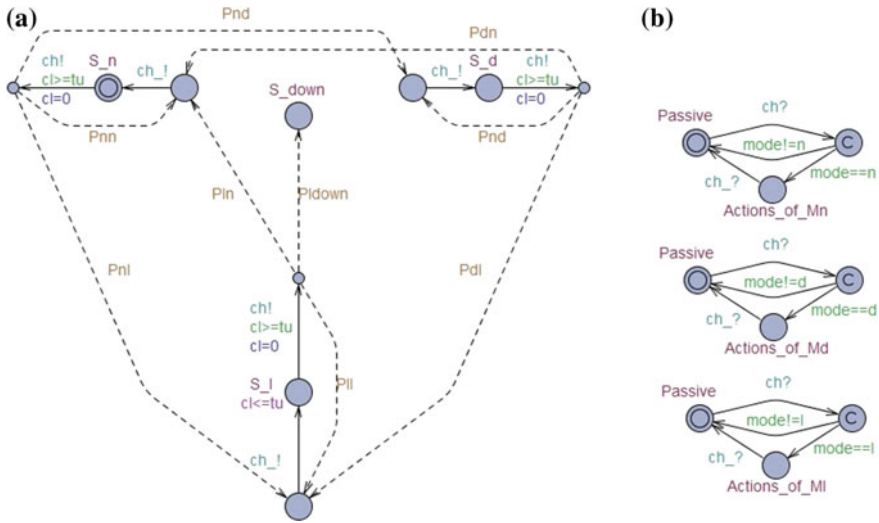 (a)
Pnd
Pdn
ch!
S_n
ch_!
cl>=tu
cl=0
Pnn
S_down
ch_!
S_d
ch!
cl>=tu
cl=0
Pnd
Pln
Pldown
Pnl
Pdl
ch!
cl>=tu
cl=0
S_l
cl<=tu
Pll
ch_!
(b)
Passive
ch?
mode!=n
C
ch_?
mode==n
Actions_of_Mn
Passive
ch?
mode!=d
C
ch_?
mode==d
Actions_of_Md
Passive
ch?
mode!=l
C
ch_?
mode==l
Actions_of_Ml